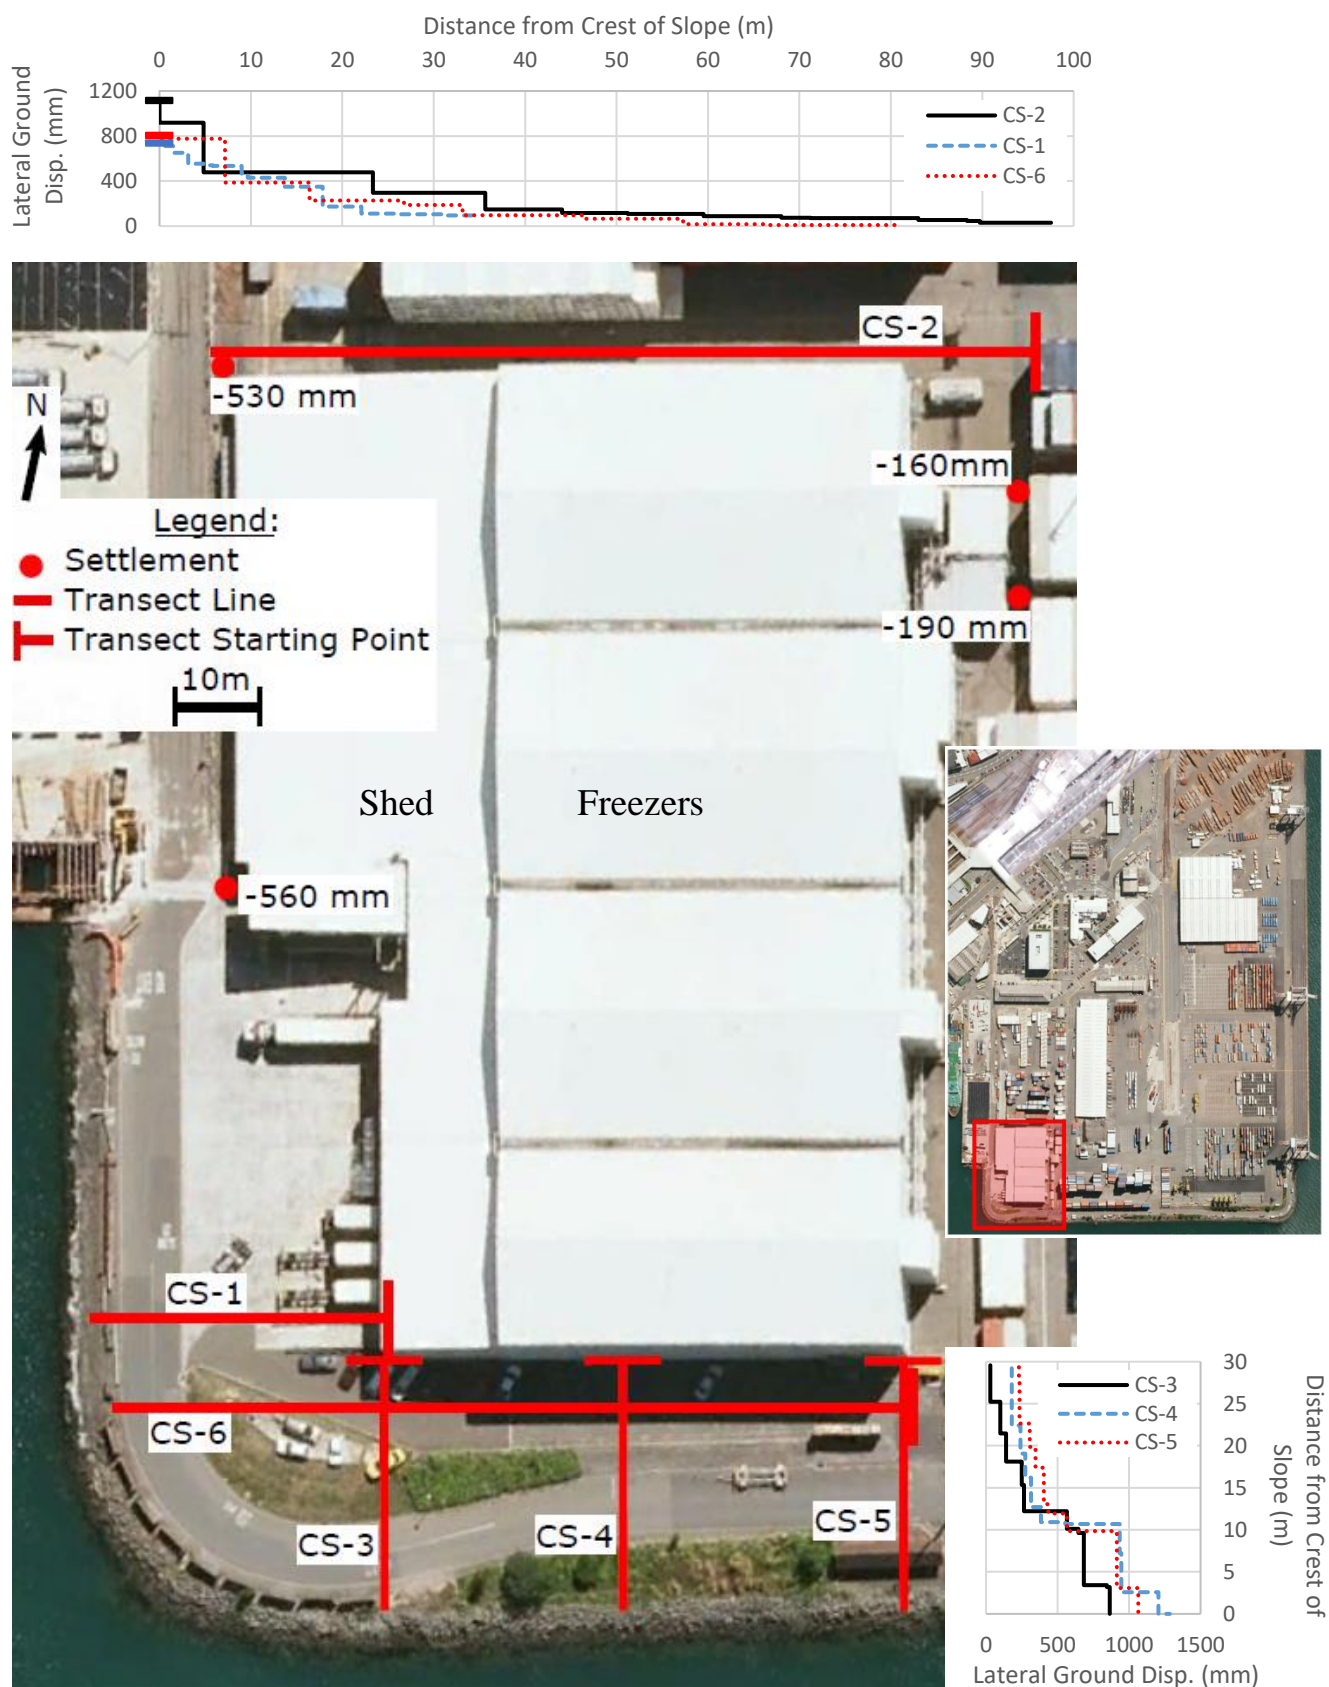 Distance from Crest of Slope (m)
0 10 20 30 40 50 60 70 80 90 100
Lateral Ground
Disp. (mm)
1200
800
400
0
CS-2
CS-1
CS-6
CS-2
-530 mm
N
-160mm
Legend:
Settlement
Transect Line
Transect Starting Point
10m
-190 mm
Shed
Freezers
-560 mm
CS-1
CS-6
CS-3
CS-4
CS-5
CS-3
CS-4
CS-5
30
25
20
15
10
5
0
Distance from Crest of
Slope (m)
0 500 1000 1500
Lateral Ground Disp. (mm)